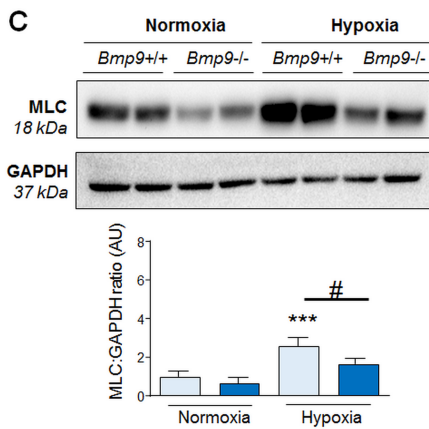 C
Normoxia Hypoxia
Bmp9+/+ Bmp9-/- Bmp9+/+ Bmp9-/-
MLC
18 kDa
GAPDH
37 kDa
MLC:GAPDH ratio (AU)
8
6
4
2
0
#
***
Normoxia Hypoxia